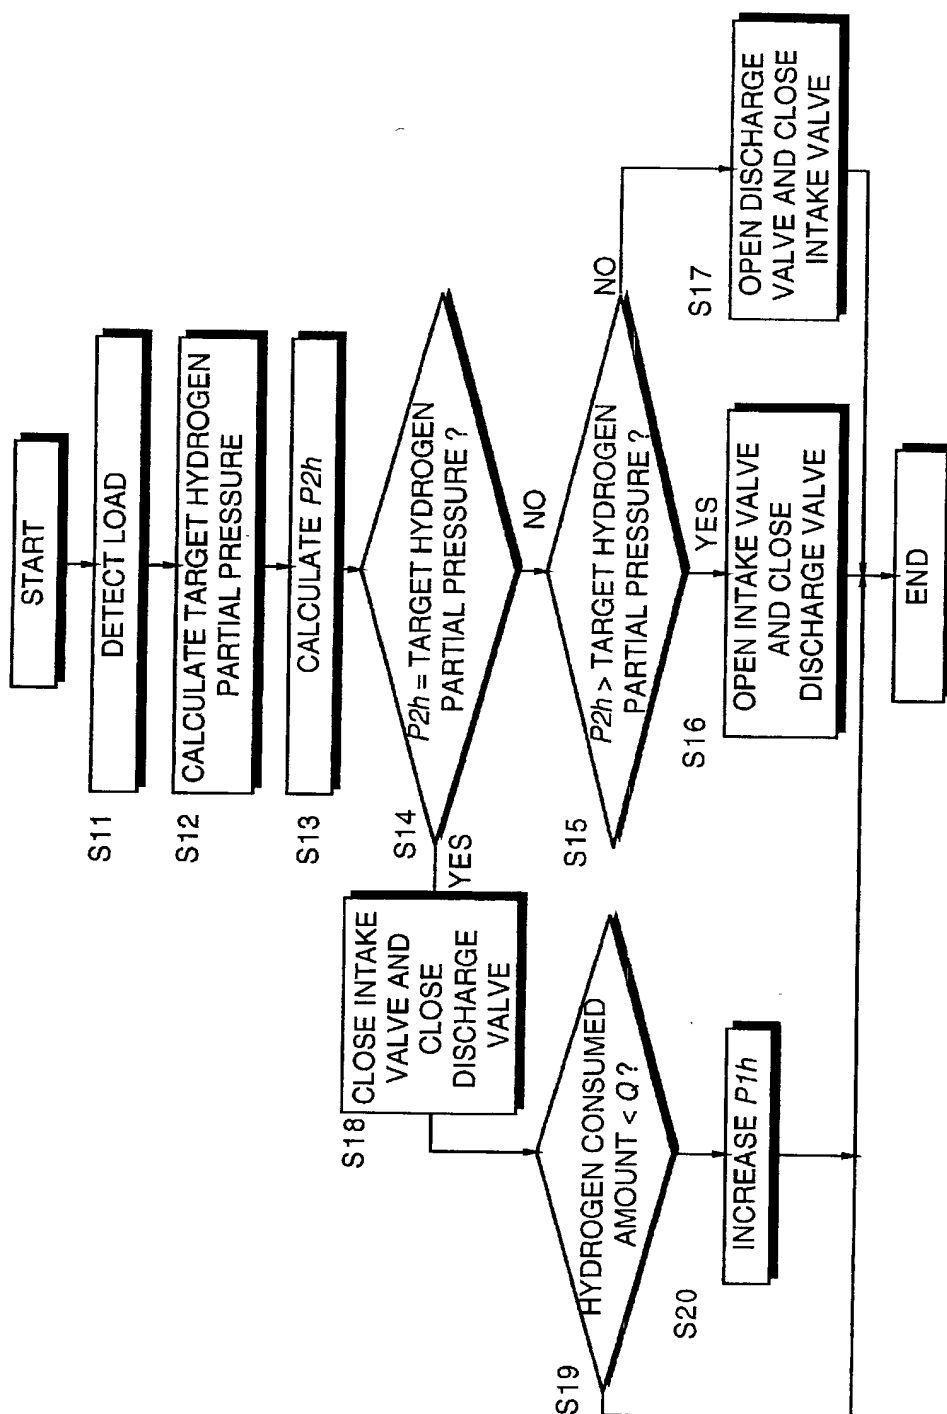 START
S11
DETECT LOAD
S12
CALCULATE TARGET HYDROGEN
PARTIAL PRESSURE
S13
CALCULATE P2h
S14
P2h = TARGET HYDROGEN
PARTIAL PRESSURE ?
YES
NO
S18
CLOSE INTAKE
VALVE AND
CLOSE
DISCHARGE
VALVE
S15
P2h > TARGET HYDROGEN
PARTIAL PRESSURE ?
NO
YES
S19
HYDROGEN CONSUMED
AMOUNT < Q ?
S20
INCREASE P1h
S16
OPEN INTAKE VALVE
AND CLOSE
DISCHARGE VALVE
S17
OPEN DISCHARGE
VALVE AND CLOSE
INTAKE VALVE
END